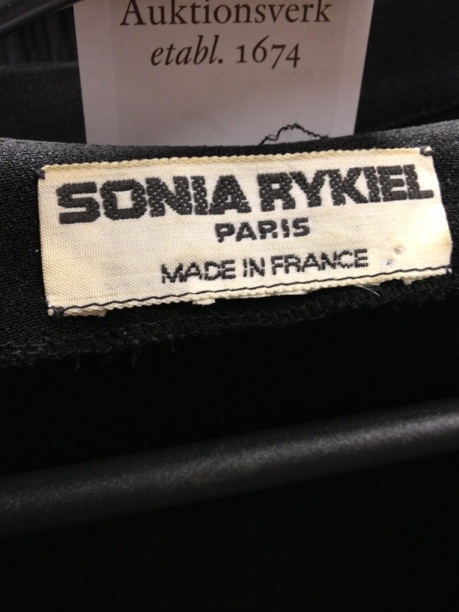 Auktionsverk
etabl. 1674
SONIA RYKIEL
PARIS
MADE IN FRANCE